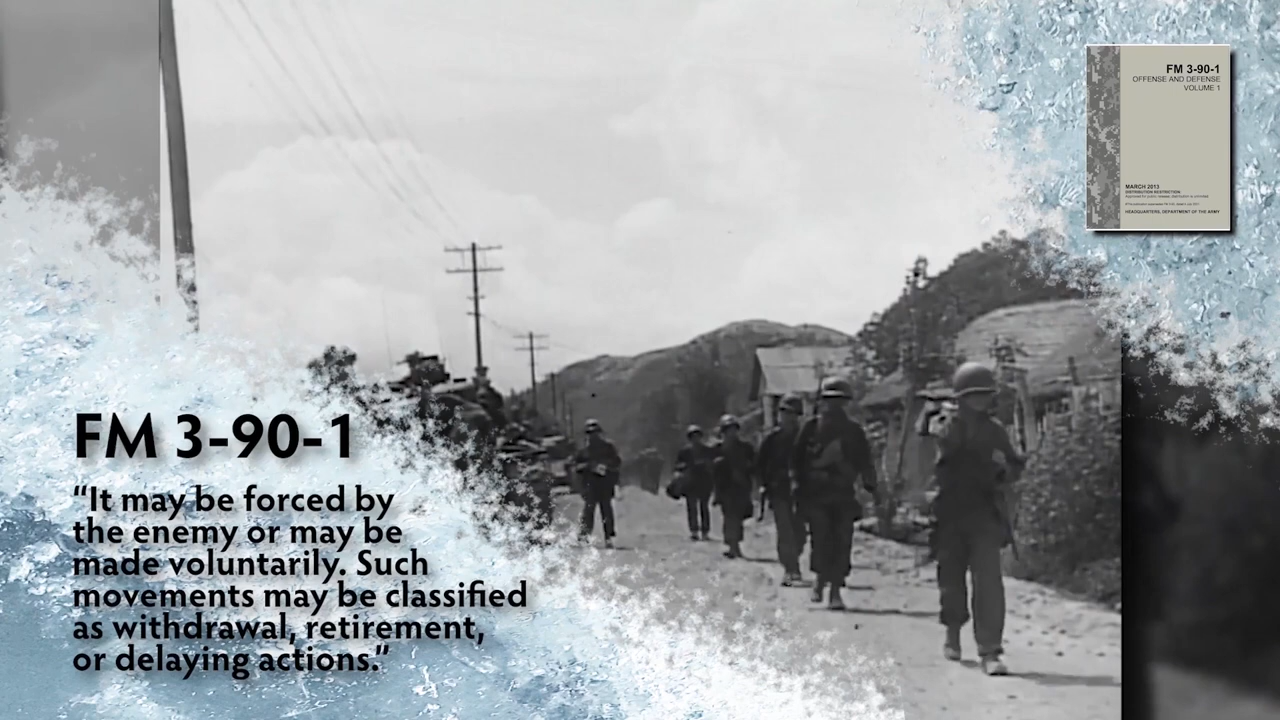 FM 3-90-1
OFFENSE AND DEFENSE
VOLUME 1
MARCH 2013
DISTRIBUTION RESTRICTION
HEADQUARTERS, DEPARTMENT OF THE ARMY
FM 3-90-1
“It may be forced by
the enemy or may be
made voluntarily. Such
movements may be classified
as withdrawal, retirement,
or delaying actions.”